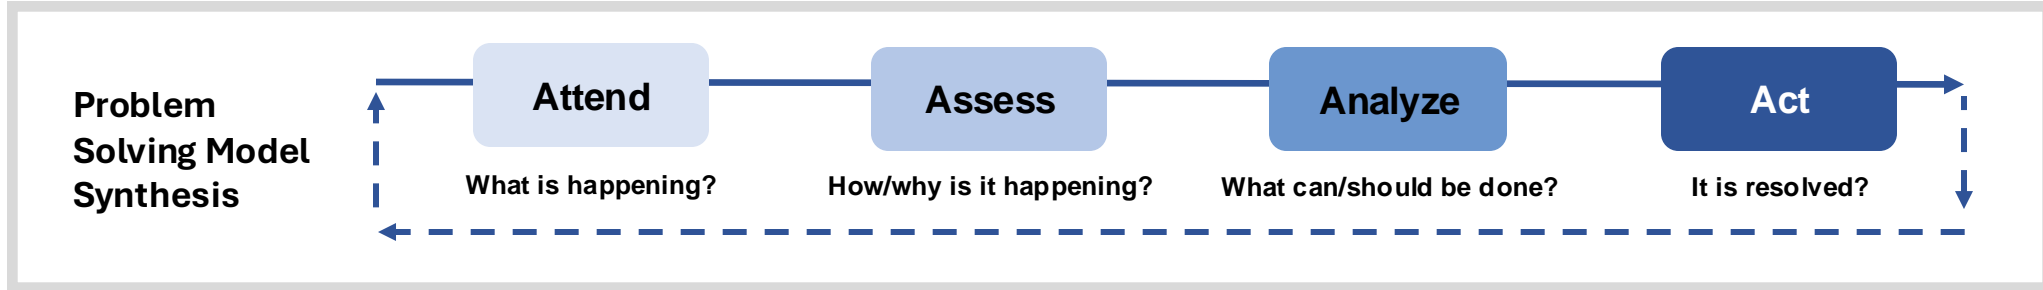 Problem
Solving Model
Synthesis
Attend
Assess
Analyze
Act
What is happening?
How/why is it happening?
What can/should be done?
It is resolved?